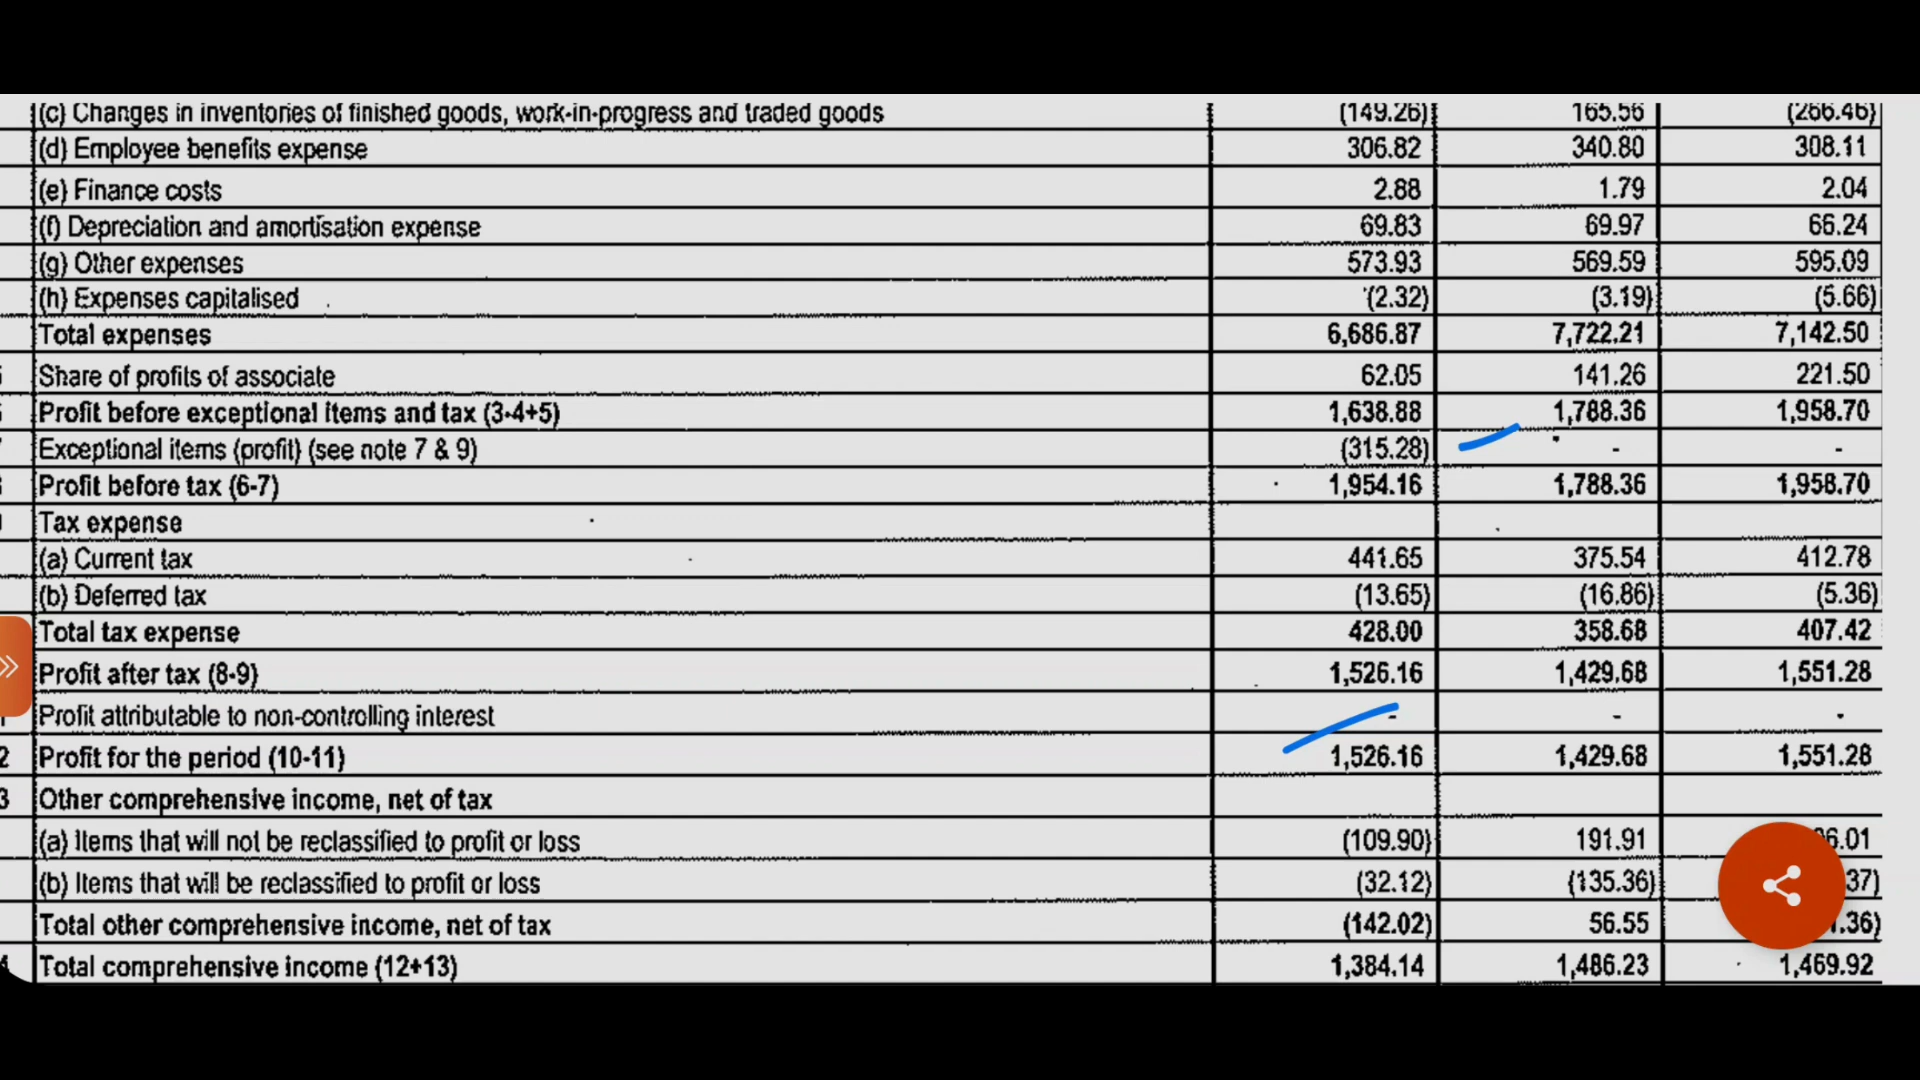 (c) Changes in inventories of finished goods, work-in-progress and traded goods (149.26) 165.56 (266.46)
(d) Employee benefits expense 306.82 340.80 308.11
(e) Finance costs 2.88 1.79 2.04
(f) Depreciation and amortisation expense 69.83 69.97 66.24
(g) Other expenses 573.93 569.59 595.09
(h) Expenses capitalised (2.32) (3.19) (5.66)
Total expenses 6,686.87 7,722.21 7,142.50
Share of profits of associate 62.05 141.26 221.50
Profit before exceptional items and tax (3-4+5) 1,638.88 1,788.36 1,958.70
Exceptional items (profit) (see note 7 & 9) (315.28) - -
Profit before tax (6-7) 1,954.16 1,788.36 1,958.70
Tax expense
(a) Current tax 441.65 375.54 412.78
(b) Deferred tax (13.65) (16.86) (5.36)
Total tax expense 428.00 358.68 407.42
Profit after tax (8-9) 1,526.16 1,429.68 1,551.28
Profit attributable to non-controlling interest - - -
2 Profit for the period (10-11) 1,526.16 1,429.68 1,551.28
3 Other comprehensive income, net of tax
(a) Items that will not be reclassified to profit or loss (109.90) 191.91 6.01
(b) Items that will be reclassified to profit or loss (32.12) (135.36) 37)
Total other comprehensive income, net of tax (142.02) 56.55 .36)
4 Total comprehensive income (12+13) 1,384.14 1,486.23 1,469.92